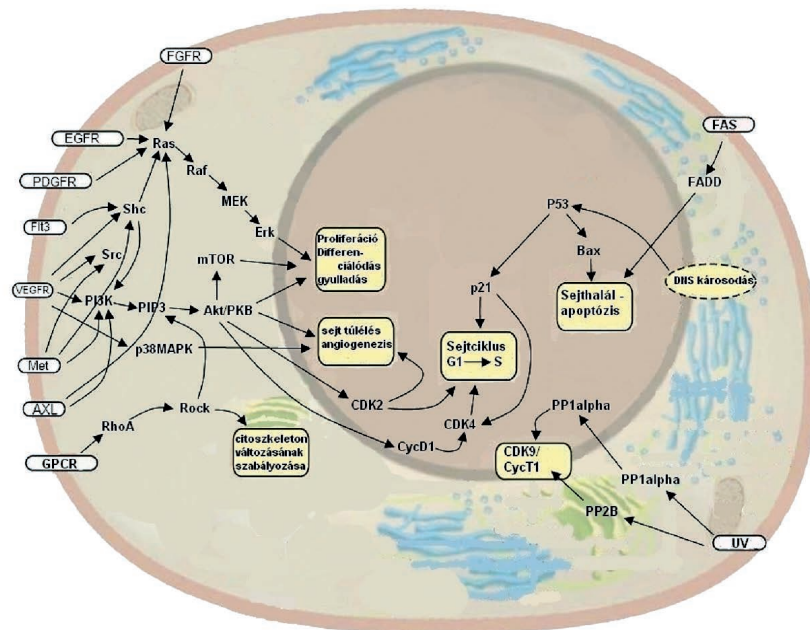 FGFR
EGFR
Ras
PDGFR
Raf
MEK
Shc
Flt3
Erk
Src
mTOR
Proliferáció
Differen-
ciálódás
gyulladás
VEGFR
PI3K
PIP3
Akt/PKB
p38MAPK
sejt túlélés
angiogenezis
Met
AXL
RhoA
Rock
GPCR
citoszkeleton
változásának
szabályozása
CDK2
CycD1
CDK4
Sejtciklus
G1 S
p21
P53
Bax
Sejthalál -
apoptózis
FAS
FADD
DNS károsodás
PP1alpha
CDK9/
CycT1
PP1alpha
PP2B
UV